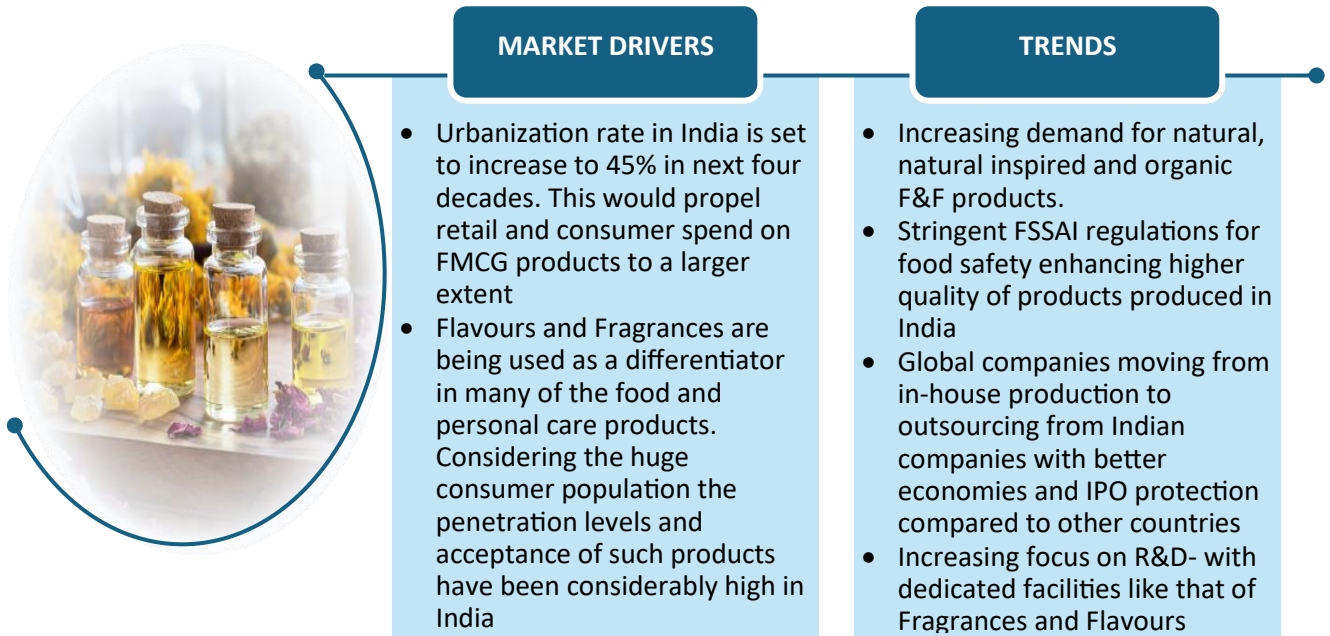 MARKET DRIVERS
• Urbanization rate in India is set
to increase to 45% in next four
decades. This would propel
retail and consumer spend on
FMCG products to a larger
extent
• Flavours and Fragrances are
being used as a differentiator
in many of the food and
personal care products.
Considering the huge
consumer population the
penetration levels and
acceptance of such products
have been considerably high in
India
TRENDS
• Increasing demand for natural,
natural inspired and organic
F&F products.
• Stringent FSSAI regulations for
food safety enhancing higher
quality of products produced in
India
• Global companies moving from
in-house production to
outsourcing from Indian
companies with better
economies and IPO protection
compared to other countries
• Increasing focus on R&D- with
dedicated facilities like that of
Fragrances and Flavours